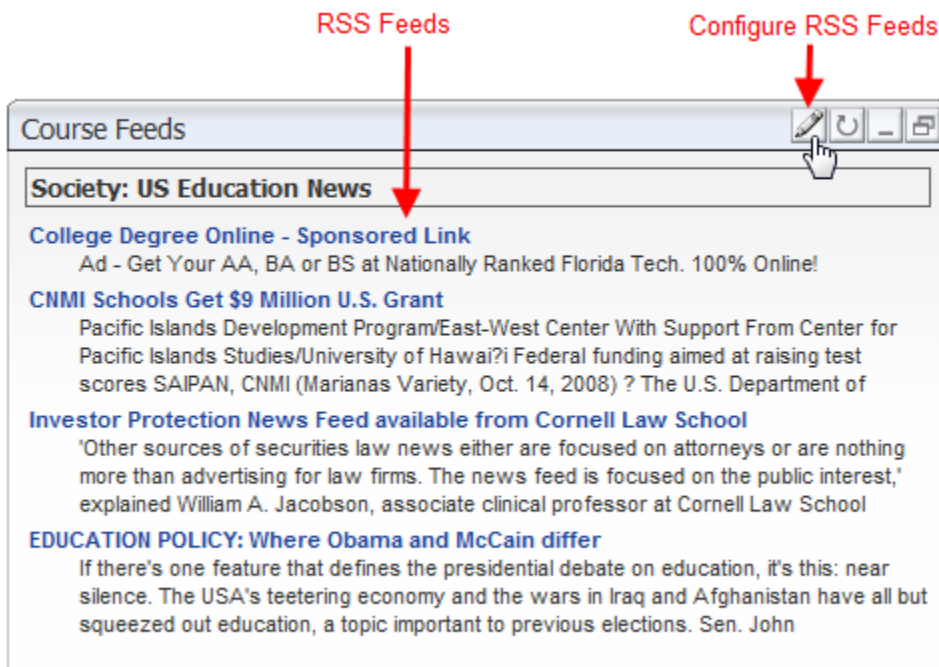 RSS Feeds
Configure RSS Feeds
Course Feeds
Society: US Education News
College Degree Online - Sponsored Link
Ad - Get Your AA, BA or BS at Nationally Ranked Florida Tech. 100% Online!
CNMI Schools Get $9 Million U.S. Grant
Pacific Islands Development Program/East-West Center With Support From Center for
Pacific Islands Studies/University of Hawai?i Federal funding aimed at raising test
scores SAIPAN, CNMI (Marianas Variety, Oct. 14, 2008) ? The U.S. Department of
Investor Protection News Feed available from Cornell Law School
'Other sources of securities law news either are focused on attorneys or are nothing
more than advertising for law firms. The news feed is focused on the public interest,'
explained William A. Jacobson, associate clinical professor at Cornell Law School
EDUCATION POLICY: Where Obama and McCain differ
If there's one feature that defines the presidential debate on education, it's this: near
silence. The USA's teetering economy and the wars in Iraq and Afghanistan have all but
squeezed out education, a topic important to previous elections. Sen. John